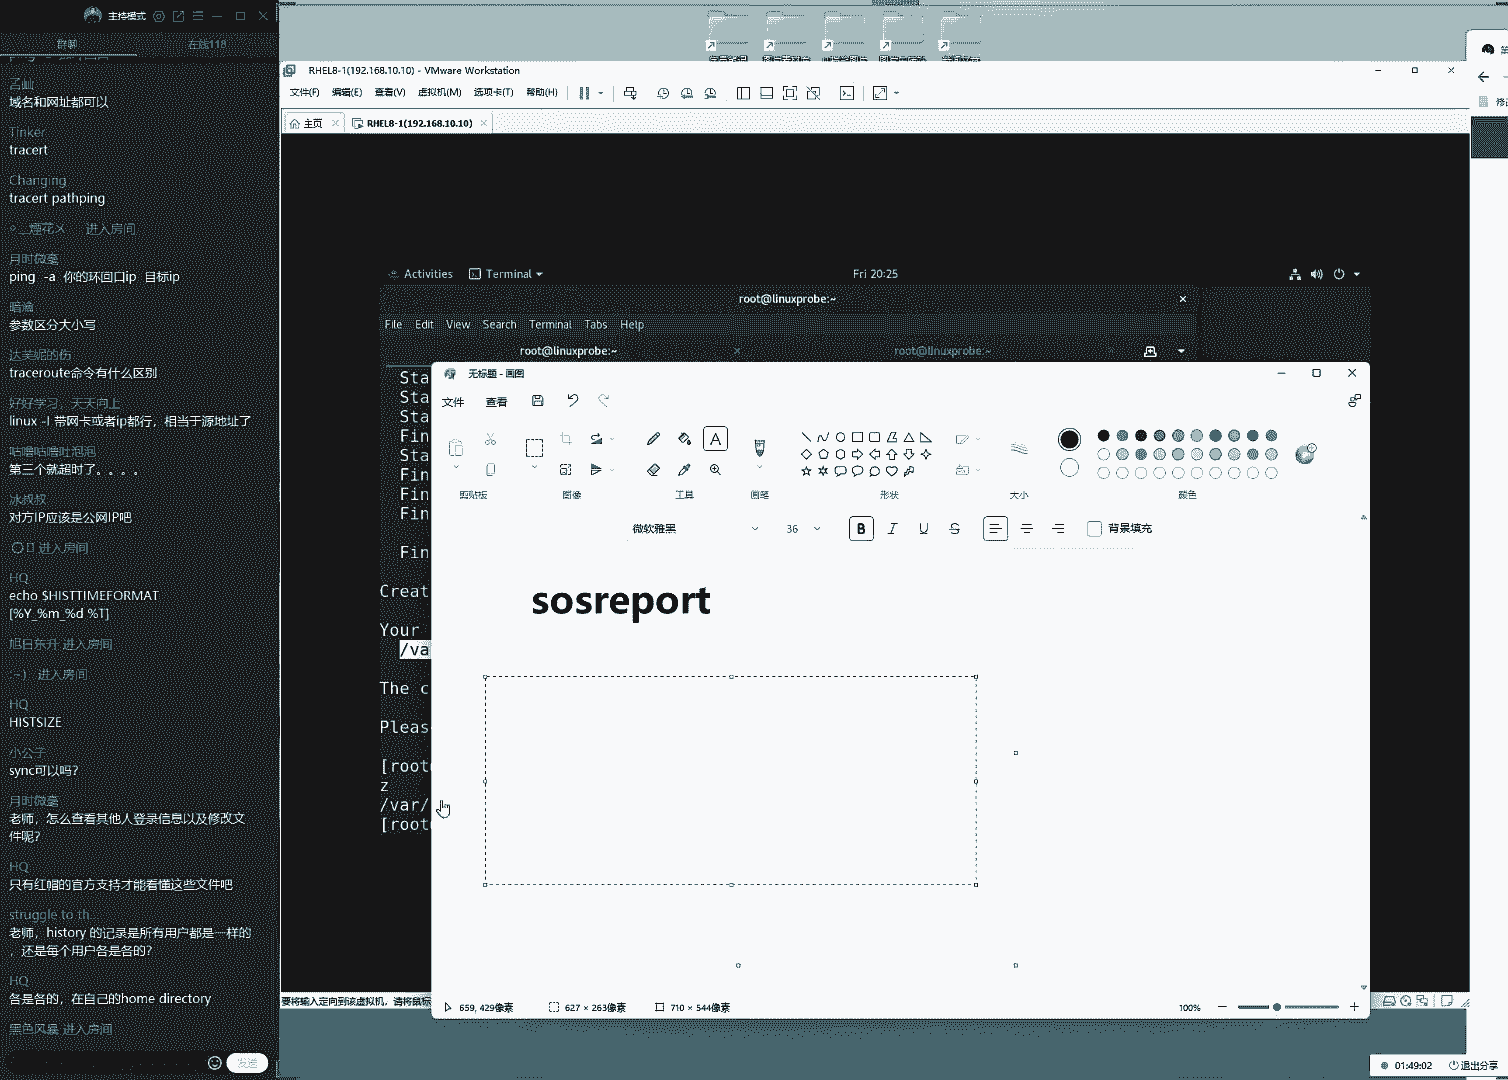 主持模式
群聊
在线118
域名和网址都可以
Tinker
tracert
Changing
tracert pathping
进入房间
月时微毫
ping -a 你的环回口ip 目标ip
参数区分大小写
达芙妮的伤
traceroute命令有什么区别
好好学习，天天向上
linux -I 带网卡或者ip都行，相当于源地址了
咕噜咕噜吐泡泡
第三个就超时了。。。。
冰叔叔
对方IP应该是公网IP吧
进入房间
HQ
echo $HISTTIMEFORMAT
[%Y_%m_%d %T]
旭日东升 进入房间
:~) 进入房间
HQ
HISTSIZE
小公子
sync可以吗?
月时微毫
老师，怎么查看其他人登录信息以及修改文
件呢?
HQ
只有红帽的官方支持才能看懂这些文件吧
struggle to th...
老师，history 的记录是所有用户都是一样的
，还是每个用户各是各的?
HQ
各是各的，在自己的home directory
黑色风暴 进入房间
发送
RHEL8-1(192.168.10.10) - VMware Workstation
文件(F) 编辑(E) 查看(V) 虚拟机(M) 选项卡(T) 帮助(H)
主页
RHEL8-1(192.168.10.10)
Activities
Terminal
Fri 20:25
root@linuxprobe:~
File Edit View Search Terminal Tabs Help
root@linuxprobe:~
root@linuxprobe:~
Sta
Sta
Sta
Fin
Sta
Fin
Fin
Fin
Fin
Creat
Your
/va
The c
Pleas
[root
z
/var/
[root
无标题 - 画图
文件 查看
剪贴板
图像
工具
画笔
形状
大小
颜色
微软雅黑
36
B I U S
背景填充
sosreport
659, 429像素
627 × 263像素
710 × 544像素
100%
要将输入定向到该虚拟机，请将鼠标
01:49:02
退出分享